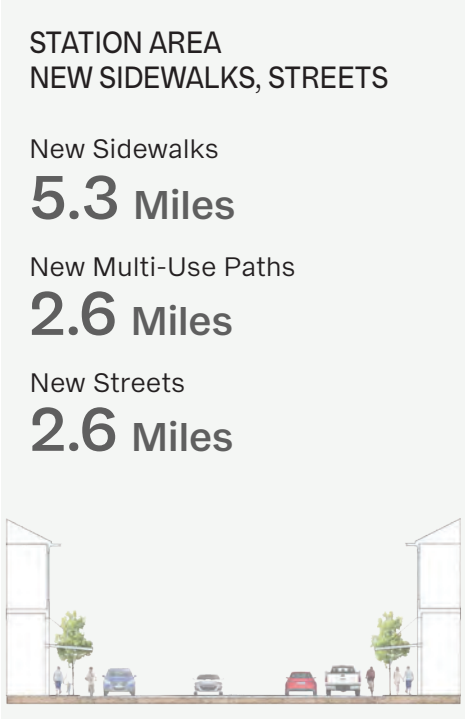 STATION AREA
NEW SIDEWALKS, STREETS
New Sidewalks
5.3 Miles
New Multi-Use Paths
2.6 Miles
New Streets
2.6 Miles